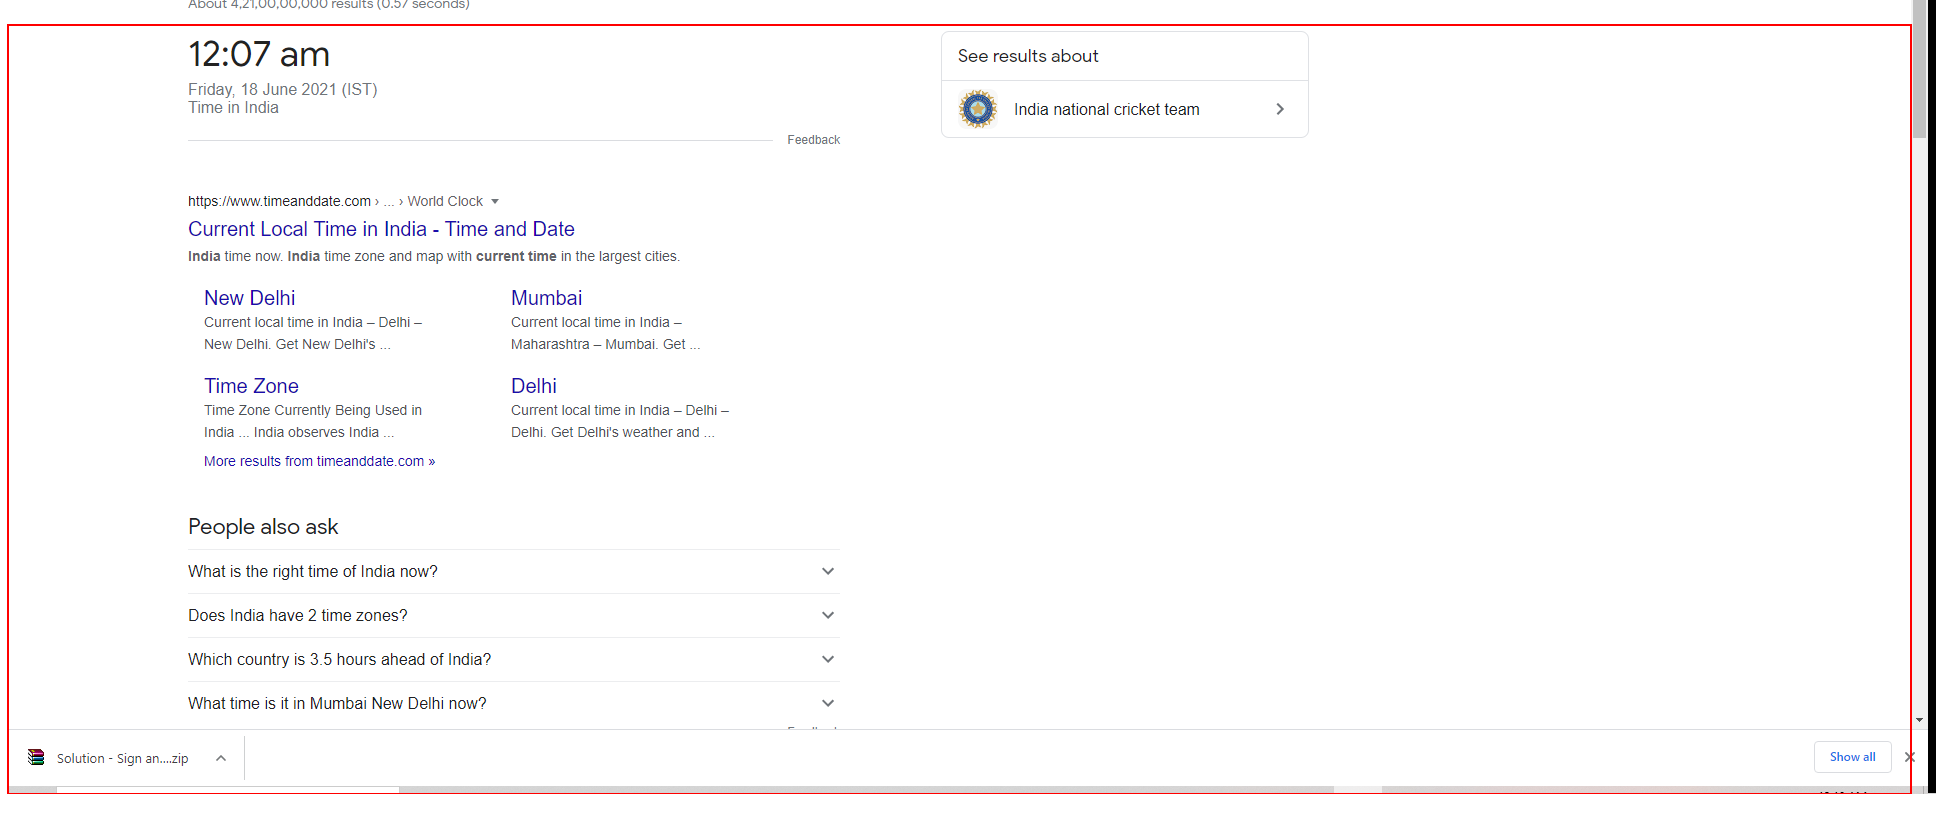 About 4,21,00,00,000 results (0.57 seconds)
12:07 am
Friday, 18 June 2021 (IST)
Time in India
Feedback
See results about
India national cricket team
https://www.timeanddate.com › ... › World Clock
Current Local Time in India - Time and Date
India time now. India time zone and map with current time in the largest cities.
New Delhi
Current local time in India – Delhi –
New Delhi. Get New Delhi's ...
Mumbai
Current local time in India –
Maharashtra – Mumbai. Get ...
Time Zone
Time Zone Currently Being Used in
India ... India observes India ...
Delhi
Current local time in India – Delhi –
Delhi. Get Delhi's weather and ...
More results from timeanddate.com »
People also ask
What is the right time of India now?
Does India have 2 time zones?
Which country is 3.5 hours ahead of India?
What time is it in Mumbai New Delhi now?
Solution - Sign an....zip
Show all